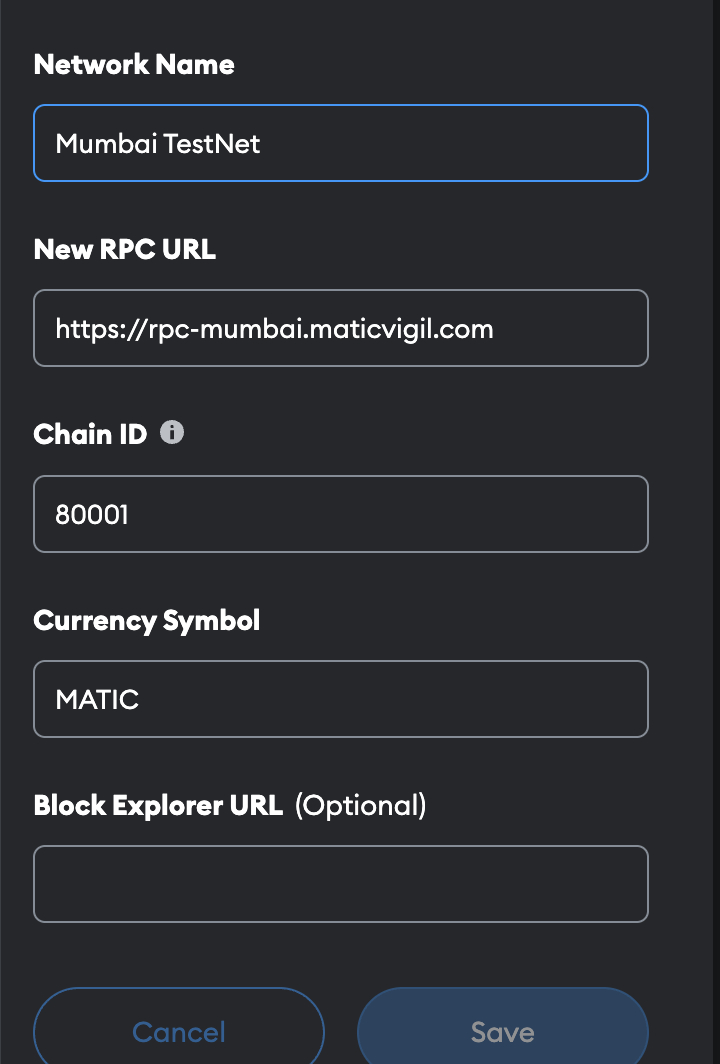 Network Name
Mumbai TestNet
New RPC URL
https://rpc-mumbai.maticvigil.com
Chain ID i
80001
Currency Symbol
MATIC
Block Explorer URL (Optional)
Cancel Save